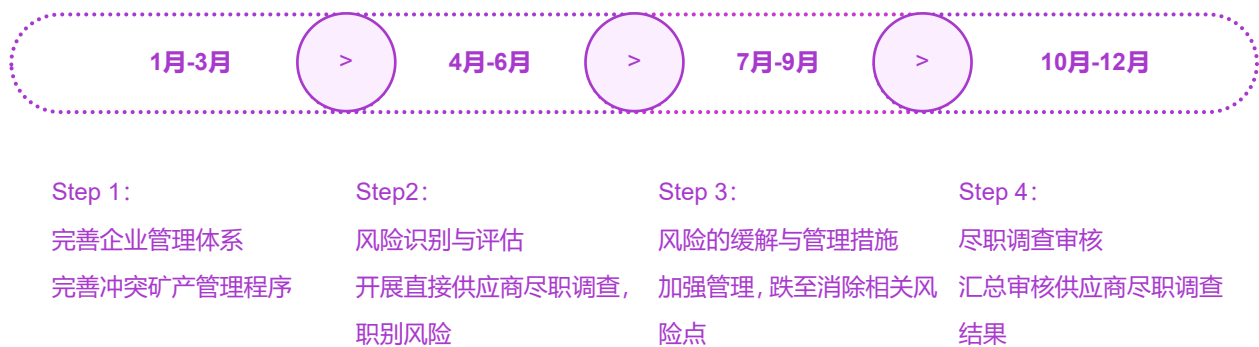 1月-3月 > 4月-6月 > 7月-9月 > 10月-12月
Step 1：
完善企业管理体系
完善冲突矿产管理程序
Step2：
风险识别与评估
开展直接供应商尽职调查，
职别风险
Step 3：
风险的缓解与管理措施
加强管理，跌至消除相关风
险点
Step 4：
尽职调查审核
汇总审核供应商尽职调查
结果